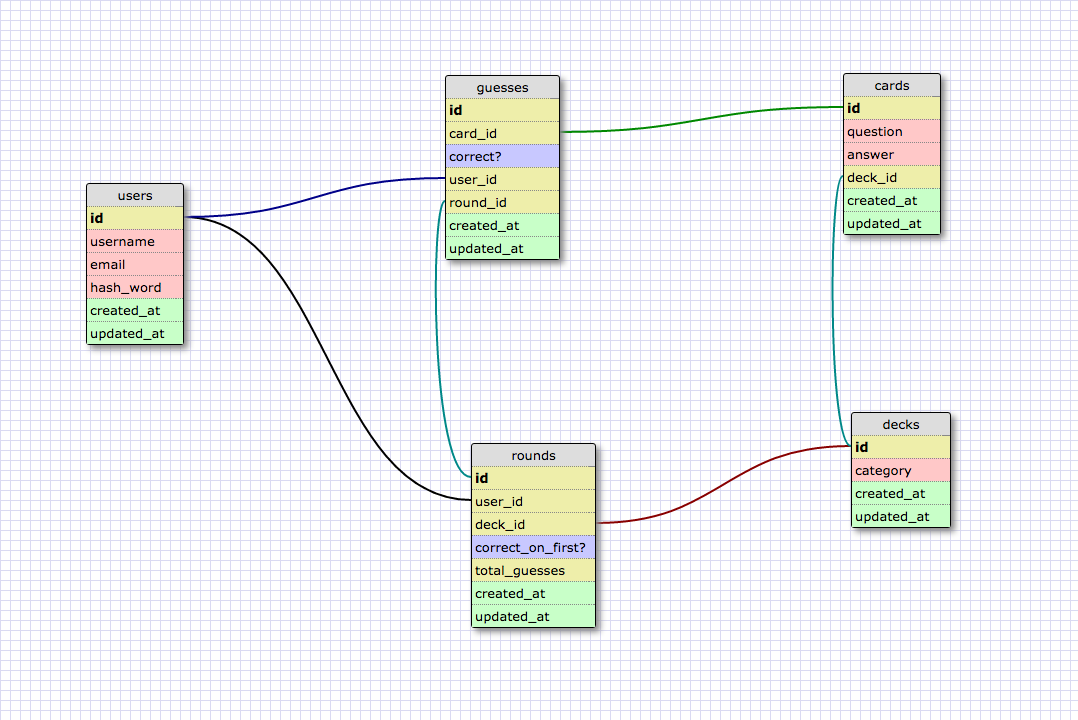 users
id
username
email
hash_word
created_at
updated_at
guesses
id
card_id
correct?
user_id
round_id
created_at
updated_at
cards
id
question
answer
deck_id
created_at
updated_at
rounds
id
user_id
deck_id
correct_on_first?
total_guesses
created_at
updated_at
decks
id
category
created_at
updated_at